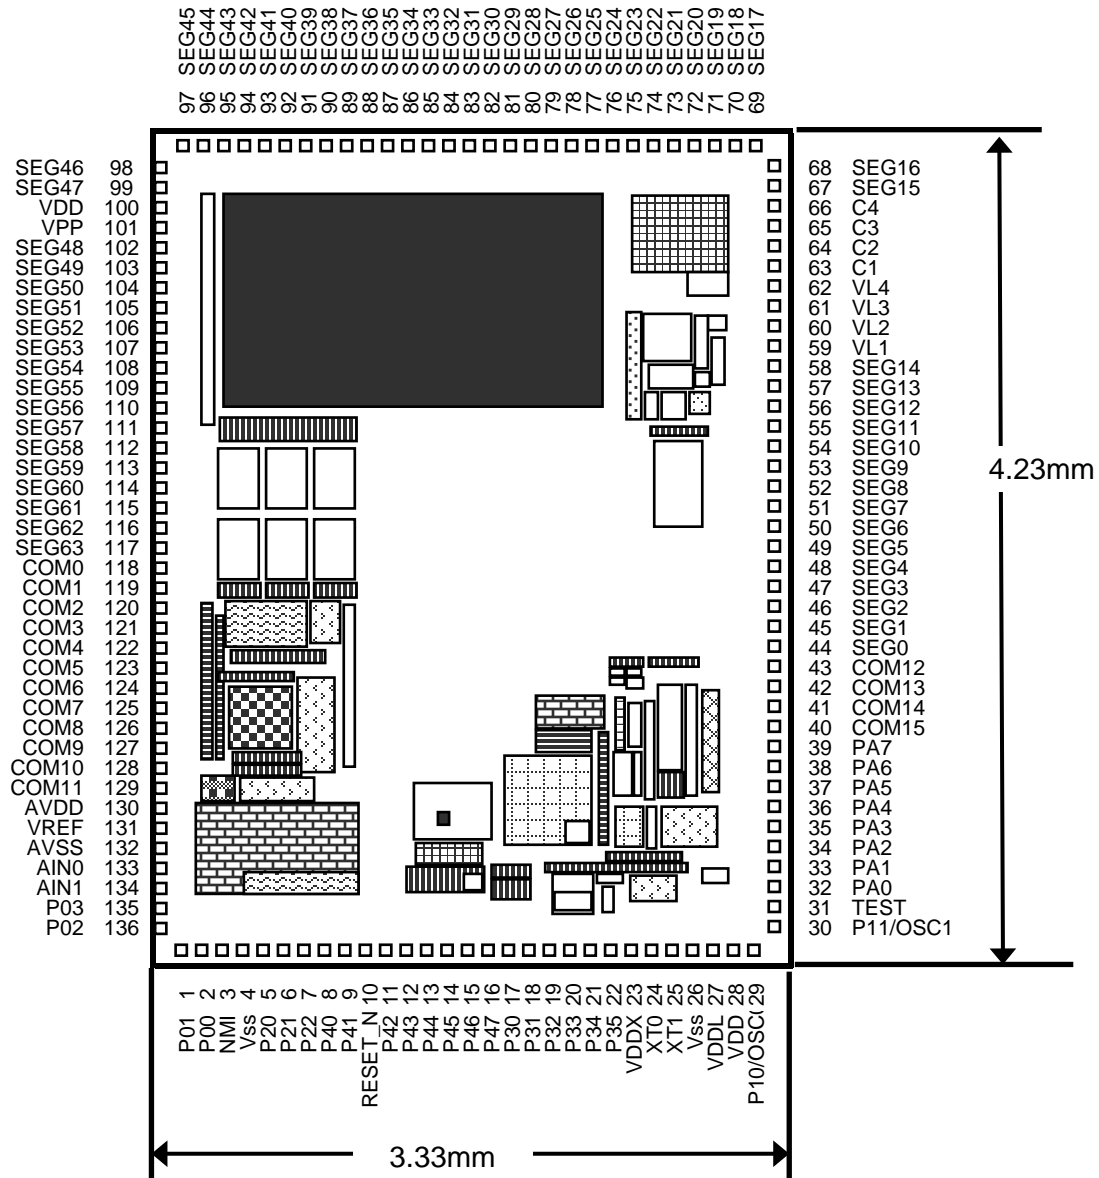 97 SEG45
96 SEG44
95 SEG43
94 SEG42
93 SEG41
92 SEG40
91 SEG39
90 SEG38
89 SEG37
88 SEG36
87 SEG35
86 SEG34
85 SEG33
84 SEG32
83 SEG31
82 SEG30
81 SEG29
80 SEG28
79 SEG27
78 SEG26
77 SEG25
76 SEG24
75 SEG23
74 SEG22
73 SEG21
72 SEG20
71 SEG19
70 SEG18
69 SEG17
SEG46 98
SEG47 99
VDD 100
VPP 101
SEG48 102
SEG49 103
SEG50 104
SEG51 105
SEG52 106
SEG53 107
SEG54 108
SEG55 109
SEG56 110
SEG57 111
SEG58 112
SEG59 113
SEG60 114
SEG61 115
SEG62 116
SEG63 117
COM0 118
COM1 119
COM2 120
COM3 121
COM4 122
COM5 123
COM6 124
COM7 125
COM8 126
COM9 127
COM10 128
COM11 129
AVDD 130
VREF 131
AVSS 132
AIN0 133
AIN1 134
P03 135
P02 136
68 SEG16
67 SEG15
66 C4
65 C3
64 C2
63 C1
62 VL4
61 VL3
60 VL2
59 VL1
58 SEG14
57 SEG13
56 SEG12
55 SEG11
54 SEG10
53 SEG9
52 SEG8
51 SEG7
50 SEG6
49 SEG5
48 SEG4
47 SEG3
46 SEG2
45 SEG1
44 SEG0
43 COM12
42 COM13
41 COM14
40 COM15
39 PA7
38 PA6
37 PA5
36 PA4
35 PA3
34 PA2
33 PA1
32 PA0
31 TEST
30 P11/OSC1
4.23mm
P01 1
P00 2
NMI 3
Vss 4
P20 5
P21 6
P22 7
P40 8
P41 9
RESET_N 10
P42 11
P43 12
P44 13
P45 14
P46 15
P47 16
P30 17
P31 18
P32 19
P33 20
P34 21
P35 22
VDDX 23
XT0 24
XT1 25
Vss 26
VDDL 27
VDD 28
P10/OSC( 29
3.33mm